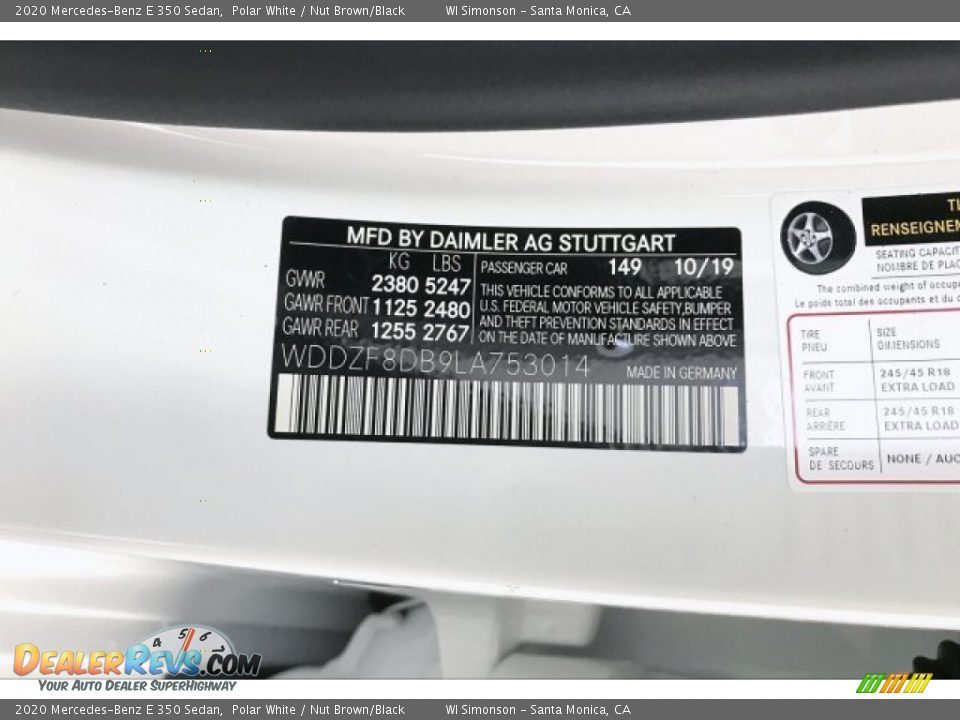 2020 Mercedes-Benz E 350 Sedan, Polar White / Nut Brown/Black WI Simonson - Santa Monica, CA
MFD BY DAIMLER AG STUTTGART
KG LBS
GVWR 2380 5247
GAWR FRONT 1125 2480
GAWR REAR 1255 2767
PASSENGER CAR 149 10/19
THIS VEHICLE CONFORMS TO ALL APPLICABLE
U.S. FEDERAL MOTOR VEHICLE SAFETY, BUMPER
AND THEFT PREVENTION STANDARDS IN EFFECT
ON THE DATE OF MANUFACTURE SHOWN ABOVE
WDDZF8DB9LA753014 MADE IN GERMANY
SEATING
NOMBRE DE
The combined weight of
Le poids total des occupants et du
TIRE SIZE
PNEU DIMENSIONS
FRONT 245/45 R18
AVANT EXTRA LOAD
REAR 245/45 R18
ARRIÈRE EXTRA LOAD
SPARE NONE /
DE SECOURS
4 5 6 7
DEALERREVS.COM
YOUR AUTO DEALER SUPERHIGHWAY
2020 Mercedes-Benz E 350 Sedan, Polar White / Nut Brown/Black WI Simonson - Santa Monica, CA